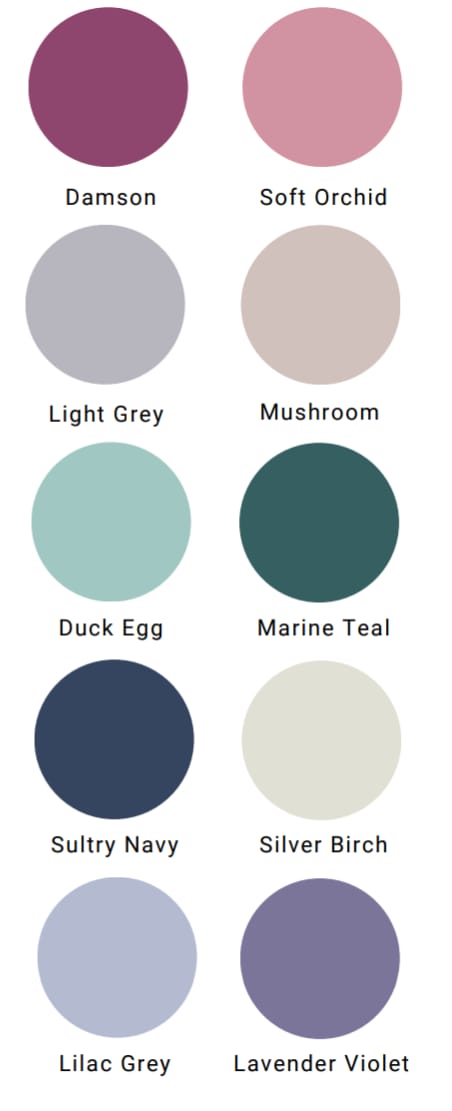 Damson
Soft Orchid
Light Grey
Mushroom
Duck Egg
Marine Teal
Sultry Navy
Silver Birch
Lilac Grey
Lavender Violet